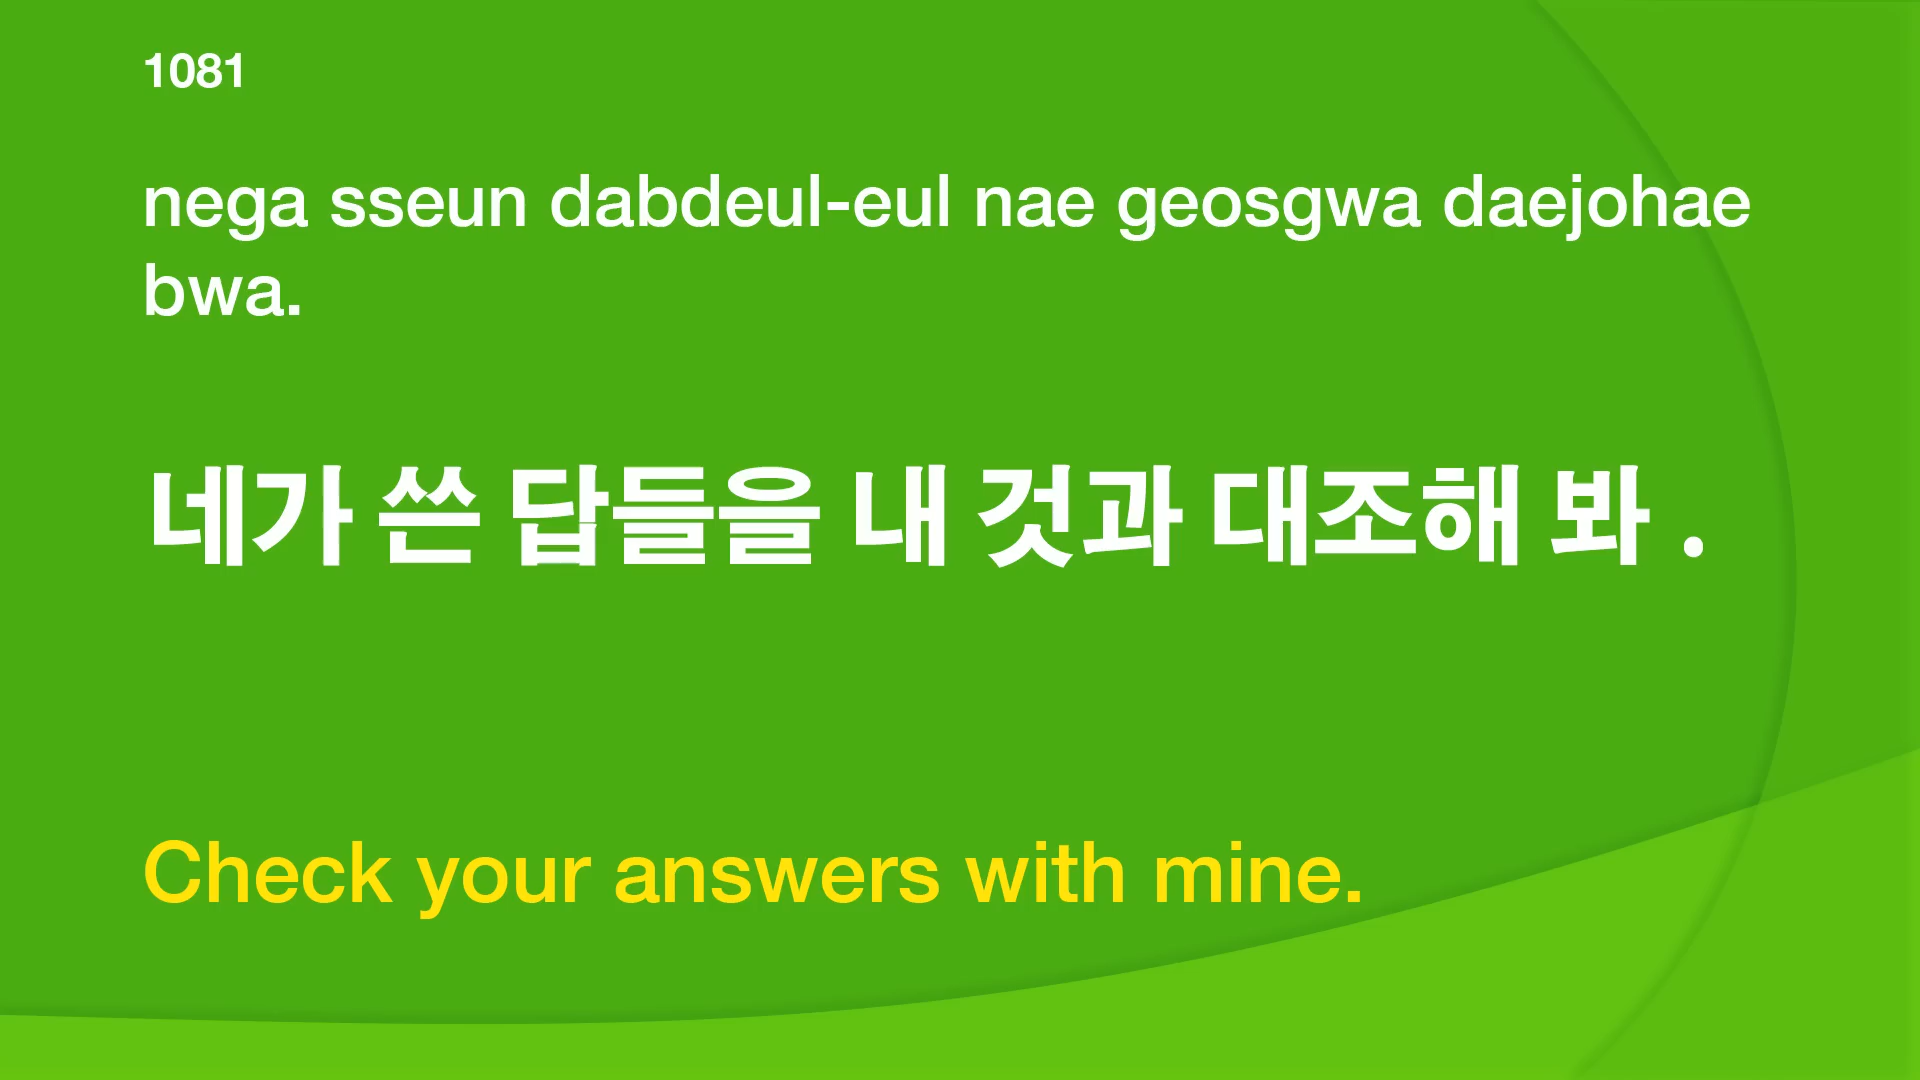 1081
nega sseun dabdeul-eul nae geosgwa daejohae
bwa.
네가 쓴 답들을 내 것과 대조해 봐 .
Check your answers with mine.